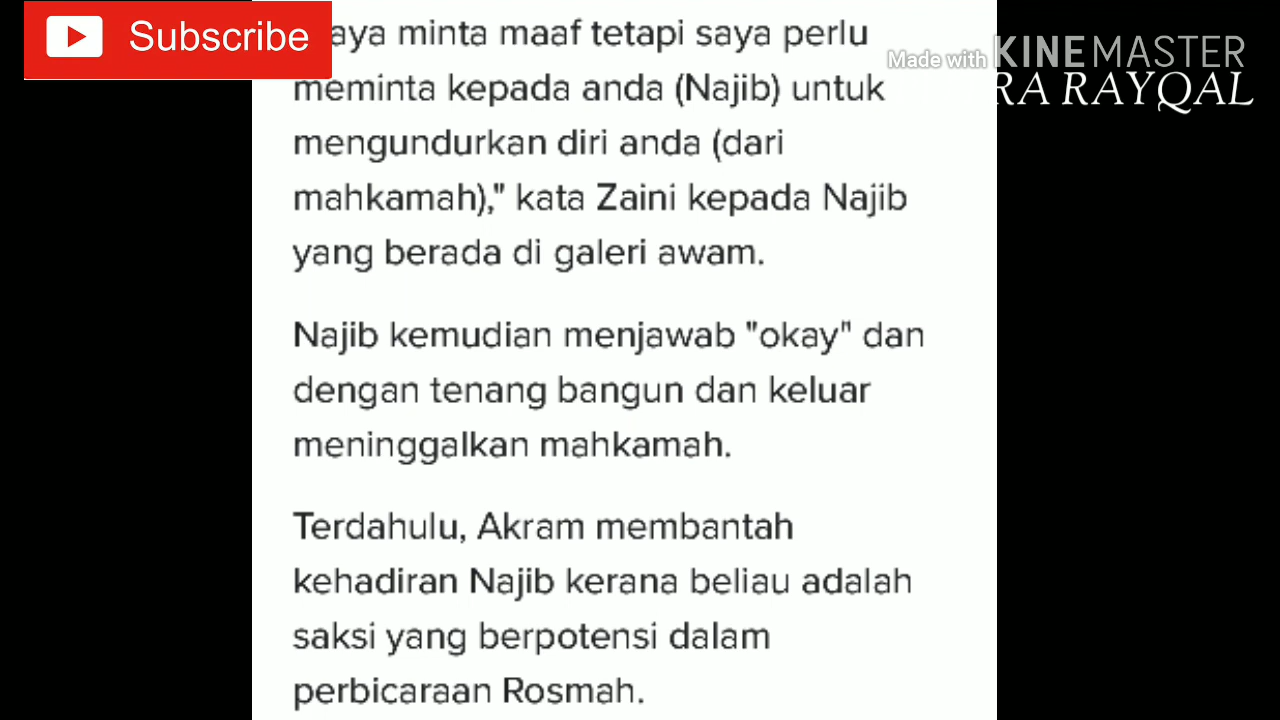 Subscribe
Made with KINEMASTER
RA RAYQAL
aya minta maaf tetapi saya perlu
meminta kepada anda (Najib) untuk
mengundurkan diri anda (dari
mahkamah)," kata Zaini kepada Najib
yang berada di galeri awam.
Najib kemudian menjawab "okay" dan
dengan tenang bangun dan keluar
meninggalkan mahkamah.
Terdahulu, Akram membantah
kehadiran Najib kerana beliau adalah
saksi yang berpotensi dalam
perbicaraan Rosmah.